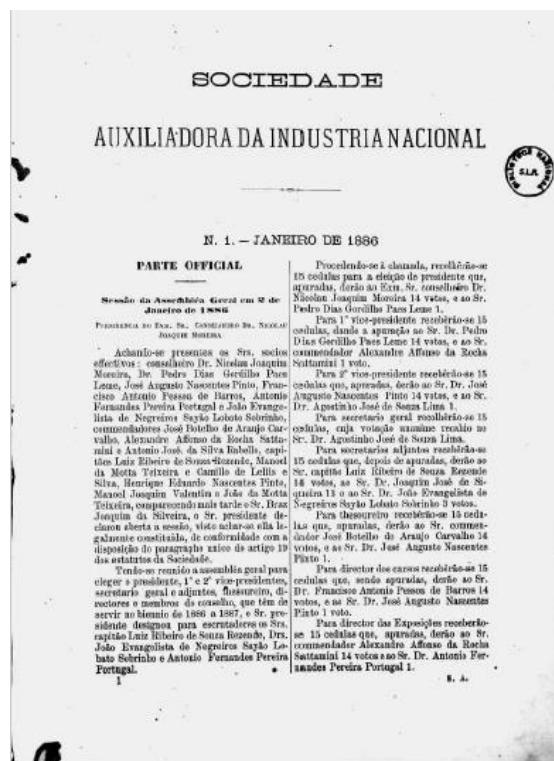 SOCIEDADE
AUXILIADORA DA INDUSTRIA NACIONAL
BIBLIOTECA NACIONAL
S.I.A.
N. 1. — JANEIRO DE 1886
PARTE OFFICIAL
Sessão da Assembléa Geral em 2 de
Janeiro de 1886
PRESIDENCIA DO EXM. SR. CONSELHEIRO DR. NICOLAU
JOAQUIM MOREIRA
Achando-se presentes os Srs. socios
effectivos : conselheiro Dr. Nicolau Joaquim
Moreira, Dr. Pedro Dias Gordilho Paes
Leme, José Augusto Nascentes Pinto, Fran-
cisco Antonio Pessoa de Barros, Antonio
Fernandes Pereira Portugal e João Evange-
lista de Negreiros Sayão Lobato Sobrinho,
commendadores José Botelho de Araujo Car-
valho, Alexandre Affonso da Rocha Satta-
mini e Antonio José da Silva Rabello, capi-
tães Luiz Ribeiro de Souza Rezende, Manoel
da Motta Teixeira e Camillo de Lellis e
Silva, Henrique Eduardo Nascentes Pinto,
Manoel Joaquim Valentim e João da Motta
Teixeira, comparecendo mais tarde o Sr. Braz
Joaquim da Silveira, o Sr. presidente de-
clarou aberta a sessão, visto achar-se ella le-
galmente constituida, de conformidade com a
disposição do paragrapho unico do artigo 19
dos estatutos da Sociedade.
Tendo-se reunido a assembléa geral para
eleger o presidente, 1º e 2º vice-presidentes,
secretario geral e adjuntos, thesoureiro, di-
rectores e membros do conselho, que têm de
servir no biennio de 1886 a 1887, o Sr. pre-
sidente designou para escrutadores os Srs.
capitão Luiz Ribeiro de Souza Rezende, Drs.
João Evangelista de Negreiros Sayão Lo-
bato Sobrinho e Antonio Fernandes Pereira
Portugal.
1
Procedendo-se á chamada, recolhêrão-se
15 cedulas para a eleição de presidente que,
apuradas, derão ao Exm. Sr. conselheiro Dr.
Nicolau Joaquim Moreira 14 votos, e ao Sr.
Pedro Dias Gordilho Paes Leme 1.
Para 1º vice-presidente recebêrão-se 15
cedulas, dando a apuração ao Sr. Dr. Pedro
Dias Gordilho Paes Leme 14 votos, e ao Sr.
commendador Alexandre Affonso da Rocha
Sattamini 1 voto.
Para 2º vice-presidente recebêrão-se 15
cedulas que, apuradas, derão ao Sr. Dr. José
Augusto Nascentes Pinto 14 votos, e ao Sr.
Dr. Agostinho José de Souza Lima 1.
Para secretario geral recolhêrão-se 15
cedulas, cuja votação unanime recahio no
Sr. Dr. Agostinho José de Souza Lima.
Para secretarios adjuntos recebêrão-se
15 cedulas que, depois de apuradas, derão ao
Sr. capitão Luiz Ribeiro de Souza Rezende
14 votos, ao Sr. Dr. Joaquim José de Si-
queira 13 e ao Sr. Dr. João Evangelista de
Negreiros Sayão Lobato Sobrinho 3 votos.
Para thesoureiro recebêrão-se 15 cedu-
las que, apuradas, derão ao Sr. commen-
dador José Botelho de Araujo Carvalho 14
votos, e ao Sr. Dr. José Augusto Nascentes
Pinto 1.
Para director dos cursos recebêrão-se 15
cedulas que, sendo apuradas, derão ao Sr.
Dr. Francisco Antonio Pessoa de Barros 14
votos, e ao Sr. Dr. José Augusto Nascentes
Pinto 1 voto.
Para director das Exposições receberão-
se 15 cedulas que, apuradas, derão ao Sr.
commendador Alexandre Affonso da Rocha
Sattamini 14 votos e ao Sr. Dr. Antonio Fer-
nandes Pereira Portugal 1.
S. A.